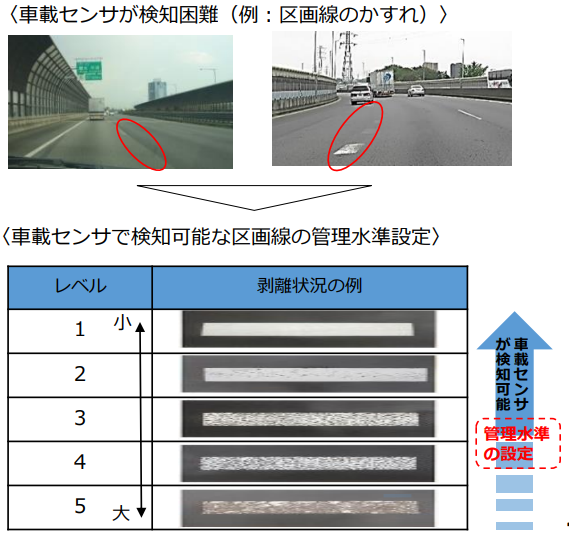 〈車載センサが検知困難（例：区画線のかすれ）〉
〈車載センサで検知可能な区画線の管理水準設定〉
レベル
剥離状況の例
1
小
2
3
4
5
大
車載センサ
が検知可能
管理水準
の設定